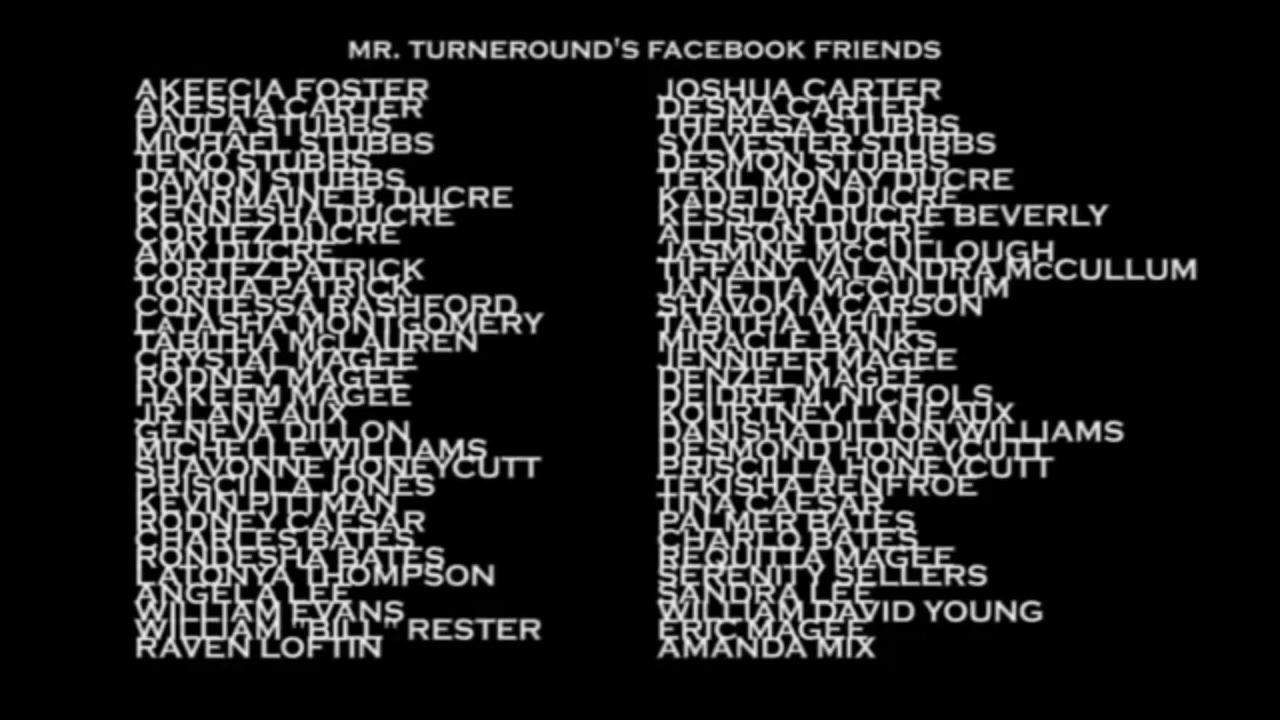 MR. TURNEROUND'S FACEBOOK FRIENDS
AKEECIA FOSTER
AKESHA CARTER
PAULA STUBBS
MICHAEL STUBBS
TENO STUBBS
DAMON STUBBS
CHARMAINE B. DUCRE
KENNESHA DUCRE
CORTEZ DUCRE
AMY DUCRE
CORTEZ PATRICK
TORRIA PATRICK
CONTESSA RASHFORD
LATASHA MONTGOMERY
TABITHA McLAUREN
CRYSTAL MAGEE
RODNEY MAGEE
HAKEEM MAGEE
JR LANEAUX
GENEVA DILLON
MICHELLE WILLIAMS
SHAVONNE HONEYCUTT
PRISCILLA JONES
KEVIN PITTMAN
RODNEY CAESAR
CHARLES BATES
RONDESHA BATES
LATONYA THOMPSON
ANGELA LEE
WILLIAM EVANS
WILLIAM "BILL" RESTER
RAVEN LOFTIN
JOSHUA CARTER
DESMA CARTER
THERESA STUBBS
SYLVESTER STUBBS
DESMON STUBBS
TEKIL MONAY DUCRE
KADEIDRA DUCRE
KESSLAR DUCRE BEVERLY
ALLISON DUCRE
JASMINE McCULLOUGH
TIFFANY VALANDRA McCULLUM
JANETTA McCULLUM
SHAVOKIA CARSON
TABITHA WHITE
MIRACLE BANKS
JENNIFER MAGEE
DENZEL MAGEE
DEIDRE M. NICHOLS
KOURTNEY LANEAUX
DANISHA DILLON WILLIAMS
DESMOND HONEYCUTT
PRISCILLA HONEYCUTT
TEKISHA RENFROE
TINA CAESAR
PALMER BATES
CHARLO BATES
REQUITTA MAGEE
SERENITY SELLERS
SANDRA LEE
WILLIAM DAVID YOUNG
ERIC MAGEE
AMANDA MIX